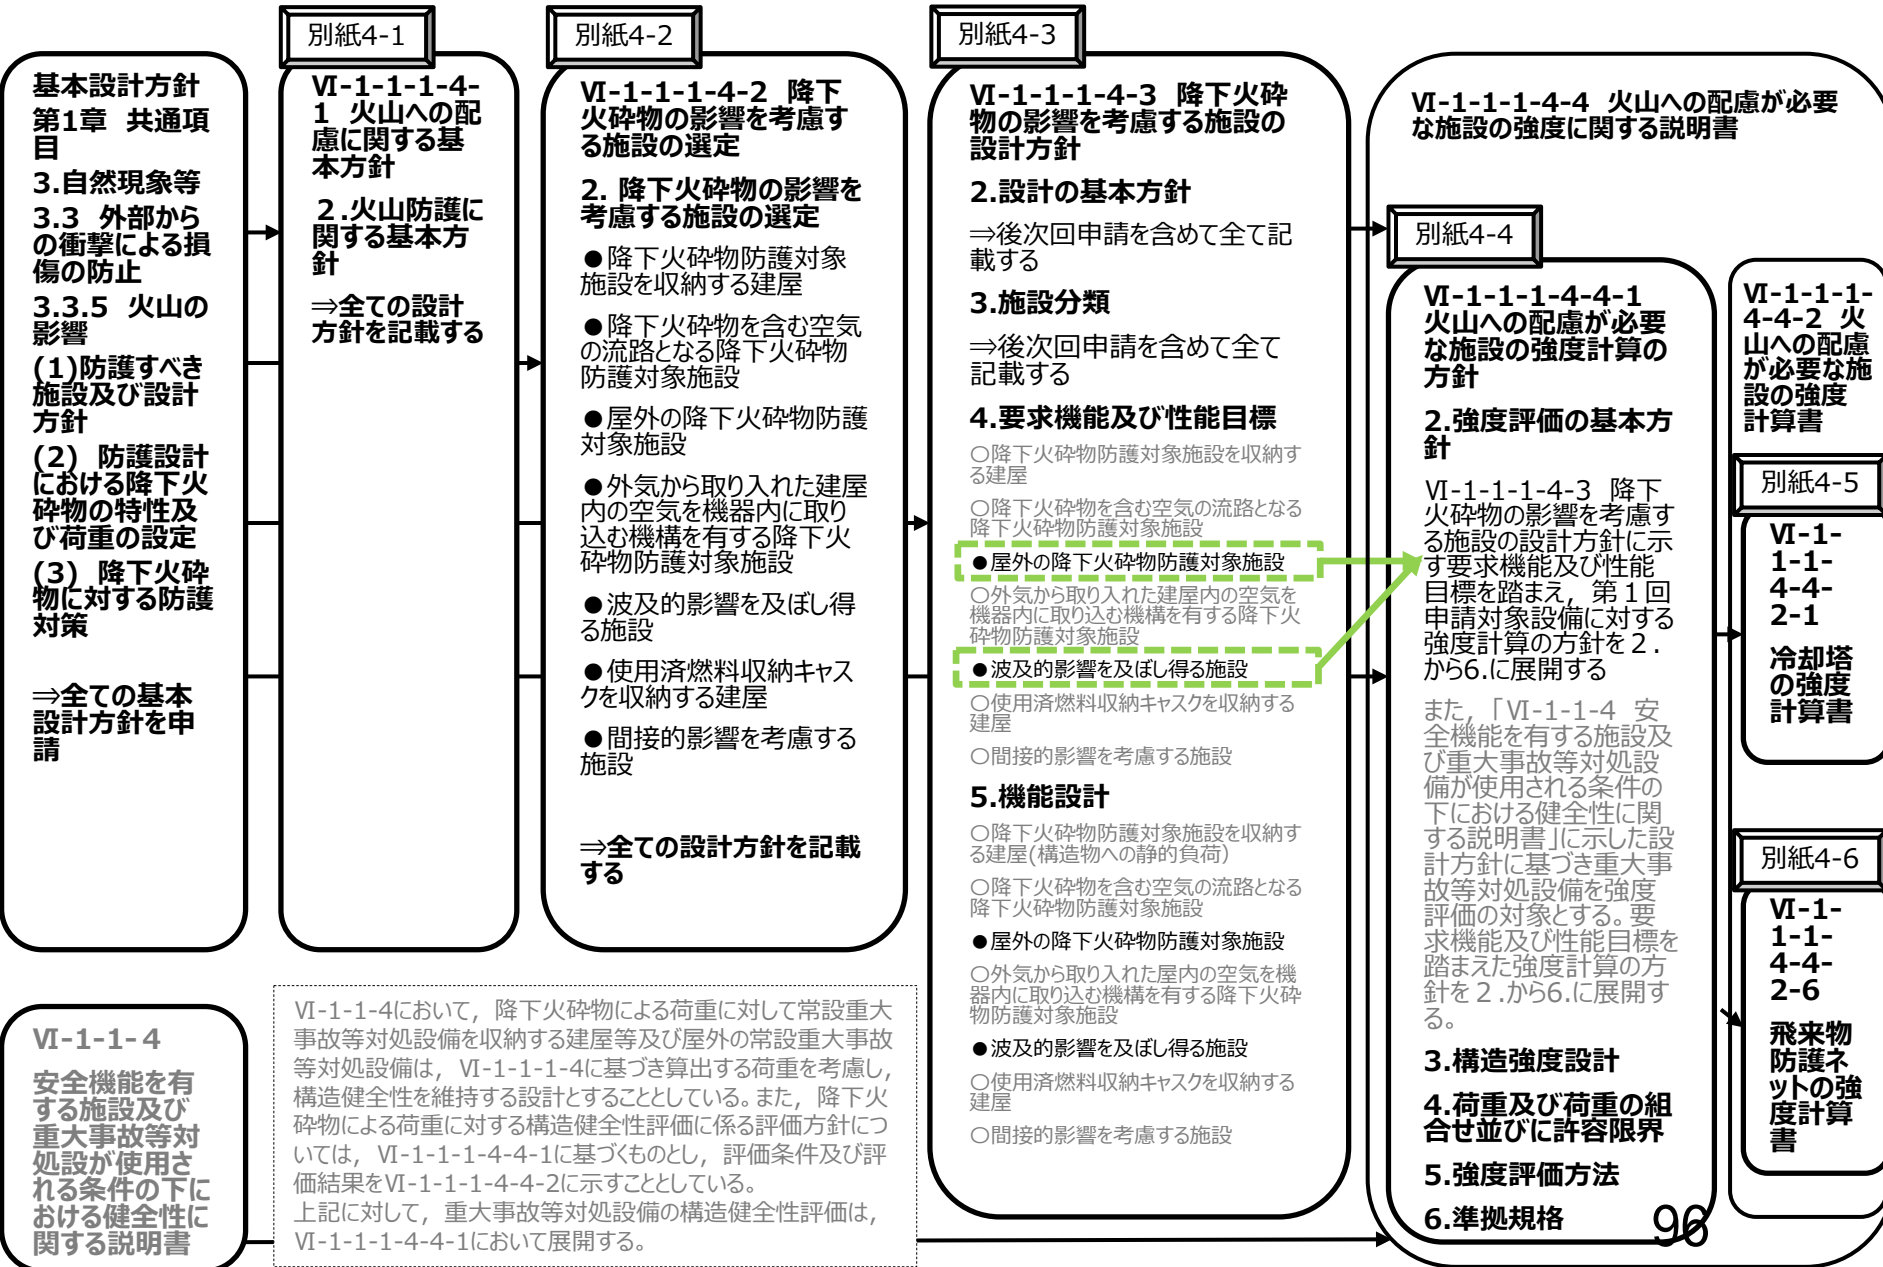 別紙4-1
別紙4-2
別紙4-3
基本設計方針
第1章 共通項
目
3.自然現象等
3.3 外部から
の衝撃による損
傷の防止
3.3.5 火山の
影響
(1)防護すべき
施設及び設計
方針
(2) 防護設計
における降下火
砕物の特性及
び荷重の設定
(3) 降下火砕
物に対する防護
対策
⇒全ての基本
設計方針を申
請
Ⅵ-1-1-1-4-
1 火山への配
慮に関する基
本方針
２.火山防護に
関する基本方
針
⇒全ての設計
方針を記載する
Ⅵ-1-1-1-4-2 降下
火砕物の影響を考慮す
る施設の選定
2. 降下火砕物の影響を
考慮する施設の選定
●降下火砕物防護対象
施設を収納する建屋
●降下火砕物を含む空気
の流路となる降下火砕物
防護対象施設
●屋外の降下火砕物防護
対象施設
●外気から取り入れた建屋
内の空気を機器内に取り
込む機構を有する降下火
砕物防護対象施設
●波及的影響を及ぼし得
る施設
●使用済燃料収納キャス
クを収納する建屋
●間接的影響を考慮する
施設
⇒全ての設計方針を記載
する
Ⅵ-1-1-1-4-3 降下火砕
物の影響を考慮する施設の
設計方針
2.設計の基本方針
⇒後次回申請を含めて全て記
載する
3.施設分類
⇒後次回申請を含めて全て
記載する
4.要求機能及び性能目標
○降下火砕物防護対象施設を収納す
る建屋
○降下火砕物を含む空気の流路となる
降下火砕物防護対象施設
●屋外の降下火砕物防護対象施設
○外気から取り入れた建屋内の空気を
機器内に取り込む機構を有する降下火
砕物防護対象施設
●波及的影響を及ぼし得る施設
○使用済燃料収納キャスクを収納する
建屋
○間接的影響を考慮する施設
5.機能設計
○降下火砕物防護対象施設を収納す
る建屋(構造物への静的負荷)
○降下火砕物を含む空気の流路となる
降下火砕物防護対象施設
●屋外の降下火砕物防護対象施設
○外気から取り入れた屋内の空気を機
器内に取り込む機構を有する降下火砕
物防護対象施設
●波及的影響を及ぼし得る施設
○使用済燃料収納キャスクを収納する
建屋
○間接的影響を考慮する施設
Ⅵ-1-1-1-4-4 火山への配慮が必要
な施設の強度に関する説明書
別紙4-4
Ⅵ-1-1-1-4-4-1
火山への配慮が必要
な施設の強度計算の
方針
2.強度評価の基本方
針
Ⅵ-1-1-1-4-3 降下
火砕物の影響を考慮す
る施設の設計方針に示
す要求機能及び性能
目標を踏まえ，第１回
申請対象設備に対する
強度計算の方針を２.
から6.に展開する
また，「Ⅵ-1-1-4 安
全機能を有する施設及
び重大事故等対処設
備が使用される条件の
下における健全性に関
する説明書」に示した設
計方針に基づき重大事
故等対処設備を強度
評価の対象とする。要
求機能及び性能目標を
踏まえた強度計算の方
針を２.から6.に展開す
る。
3.構造強度設計
4.荷重及び荷重の組
合せ並びに許容限界
5.強度評価方法
6.準拠規格
Ⅵ-1-1-1-
4-4-2 火
山への配慮
が必要な施
設の強度
計算書
別紙4-5
Ⅵ-1-
1-1-
4-4-
2-1
冷却塔
の強度
計算書
別紙4-6
Ⅵ-1-
1-1-
4-4-
2-6
飛来物
防護ネ
ットの強
度計算
書
Ⅵ-1-1-４
安全機能を有
する施設及び
重大事故等対
処設が使用さ
れる条件の下に
おける健全性に
関する説明書
Ⅵ-1-1-4において，降下火砕物による荷重に対して常設重大
事故等対処設備を収納する建屋等及び屋外の常設重大事故
等対処設備は，Ⅵ-1-1-1-4に基づき算出する荷重を考慮し，
構造健全性を維持する設計とすることとしている。また，降下火
砕物による荷重に対する構造健全性評価に係る評価方針につ
いては，Ⅵ-1-1-1-4-4-1に基づくものとし，評価条件及び評
価結果をⅥ-1-1-1-4-4-2に示すこととしている。
上記に対して，重大事故等対処設備の構造健全性評価は，
Ⅵ-1-1-1-4-4-1において展開する。
96